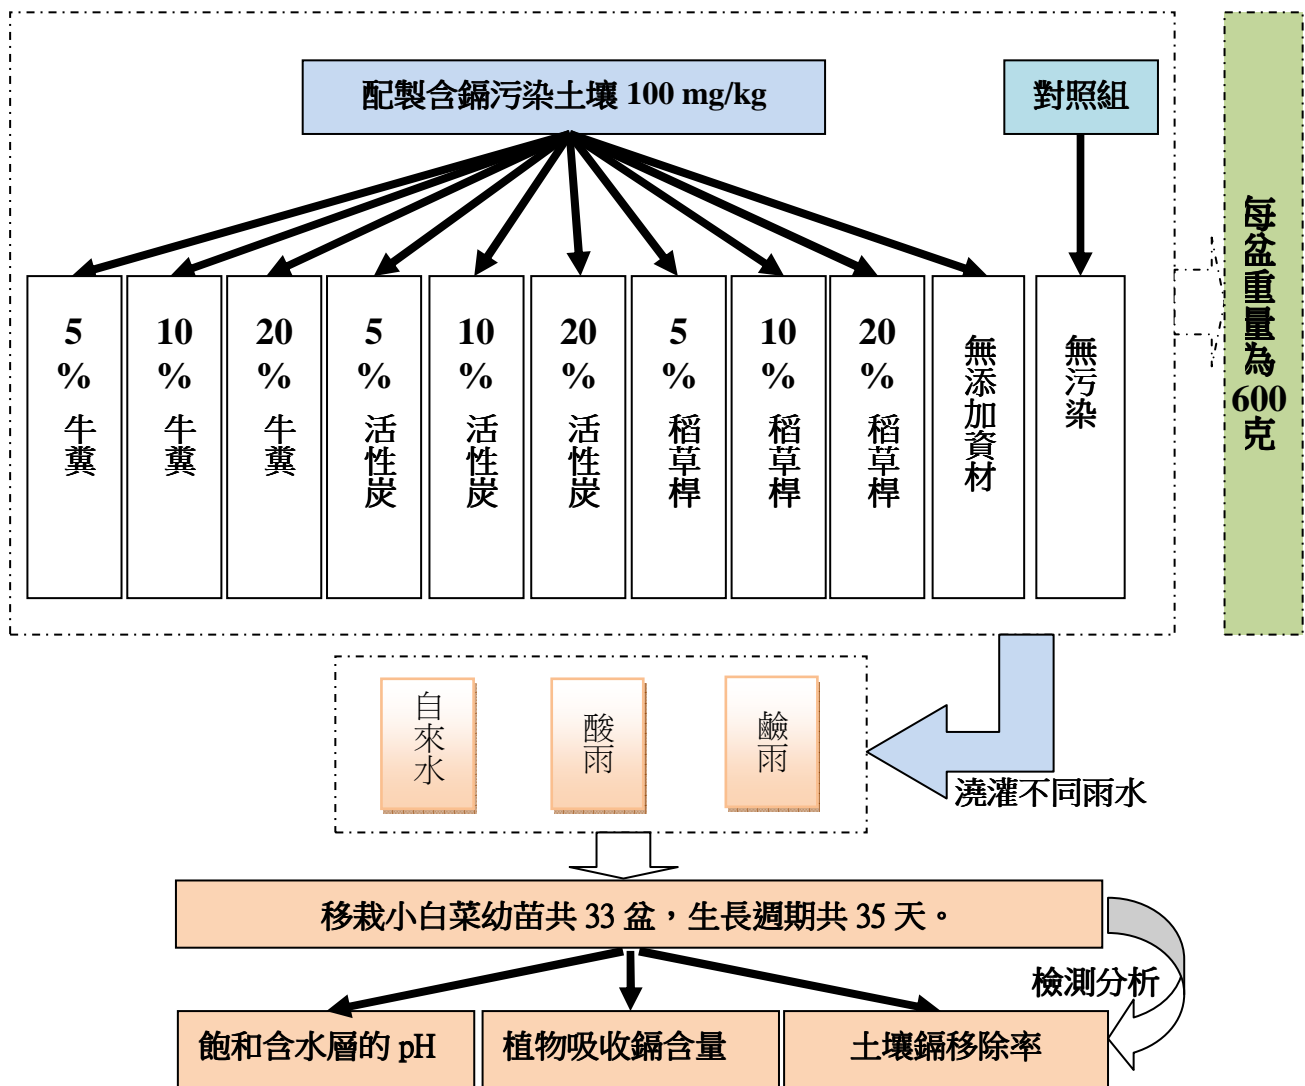 配製含鎘污染土壤 100 mg/kg
對照組
5
%
牛糞
10
%
牛糞
20
%
牛糞
5
%
活性炭
10
%
活性炭
20
%
活性炭
5
%
稻草桿
10
%
稻草桿
20
%
稻草桿
無添加資材
無污染
每盆重量為
600
克
自來水
酸雨
鹼雨
澆灌不同雨水
移栽小白菜幼苗共 33 盆，生長週期共 35 天。
檢測分析
飽和含水層的 pH
植物吸收鎘含量
土壤鎘移除率